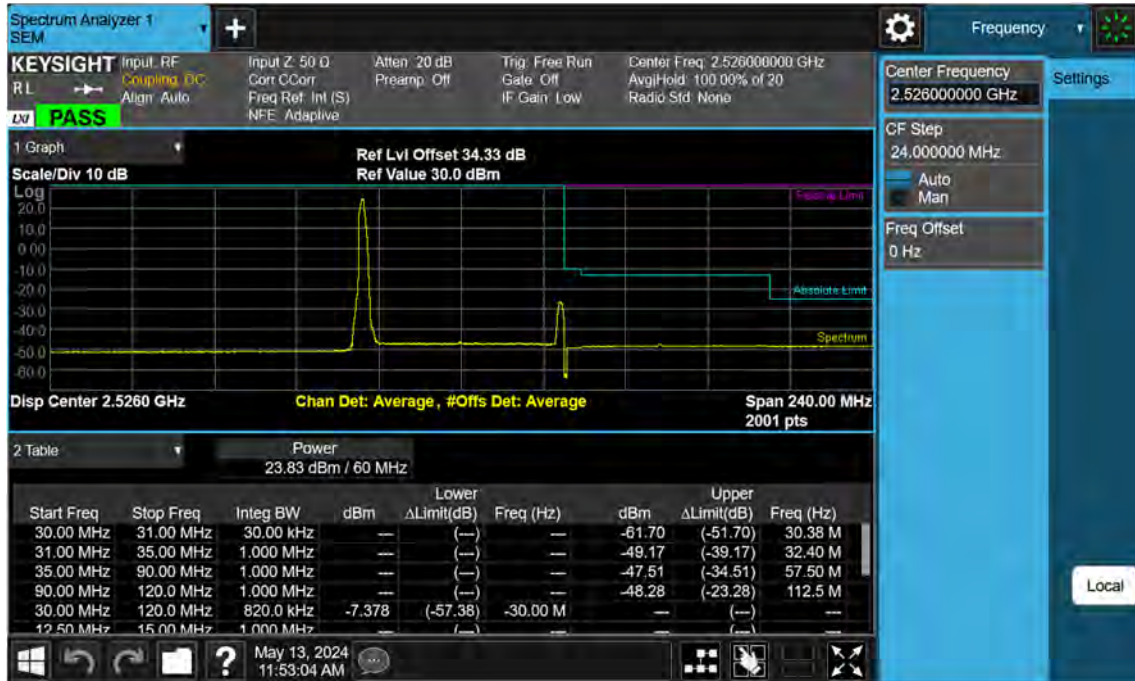 Spectrum Analyzer 1
SEM
+
Frequency
KEYSIGHT
RL
LXI
PASS
Input: RF
Coupling: DC
Align: Auto
Input Z: 50 Ω
Corr CCorr
Freq Ref: Int (S)
NFE: Adaptive
Atten: 20 dB
Preamp: Off
Trig: Free Run
Gate: Off
IF Gain: Low
Center Freq: 2.526000000 GHz
Avg|Hold: 100.00% of 20
Radio Std: None
Center Frequency
2.526000000 GHz
Settings
CF Step
24.000000 MHz
Auto
Man
Freq Offset
0 Hz
Local
1 Graph
Scale/Div 10 dB
Ref Lvl Offset 34.33 dB
Ref Value 30.0 dBm
Log
20.0
10.0
0.00
-10.0
-20.0
-30.0
-40.0
-50.0
-60.0
Absolute Limit
Spectrum
Disp Center 2.5260 GHz
Chan Det: Average, #Offs Det: Average
Span 240.00 MHz
2001 pts
2 Table
Power
23.83 dBm / 60 MHz
Lower Upper
Start Freq Stop Freq Integ BW dBm ΔLimit(dB) Freq (Hz) dBm ΔLimit(dB) Freq (Hz)
30.00 MHz 31.00 MHz 30.00 kHz --- (---) --- -61.70 (-51.70) 30.38 M
31.00 MHz 35.00 MHz 1.000 MHz --- (---) --- -49.17 (-39.17) 32.40 M
35.00 MHz 90.00 MHz 1.000 MHz --- (---) --- -47.51 (-34.51) 57.50 M
90.00 MHz 120.0 MHz 1.000 MHz --- (---) --- -48.28 (-23.28) 112.5 M
30.00 MHz 120.0 MHz 820.0 kHz -7.378 (-57.38) -30.00 M --- (---) ---
12.50 MHz 15.00 MHz 1.000 MHz --- (---) --- --- (---) ---
?
May 13, 2024
11:53:04 AM